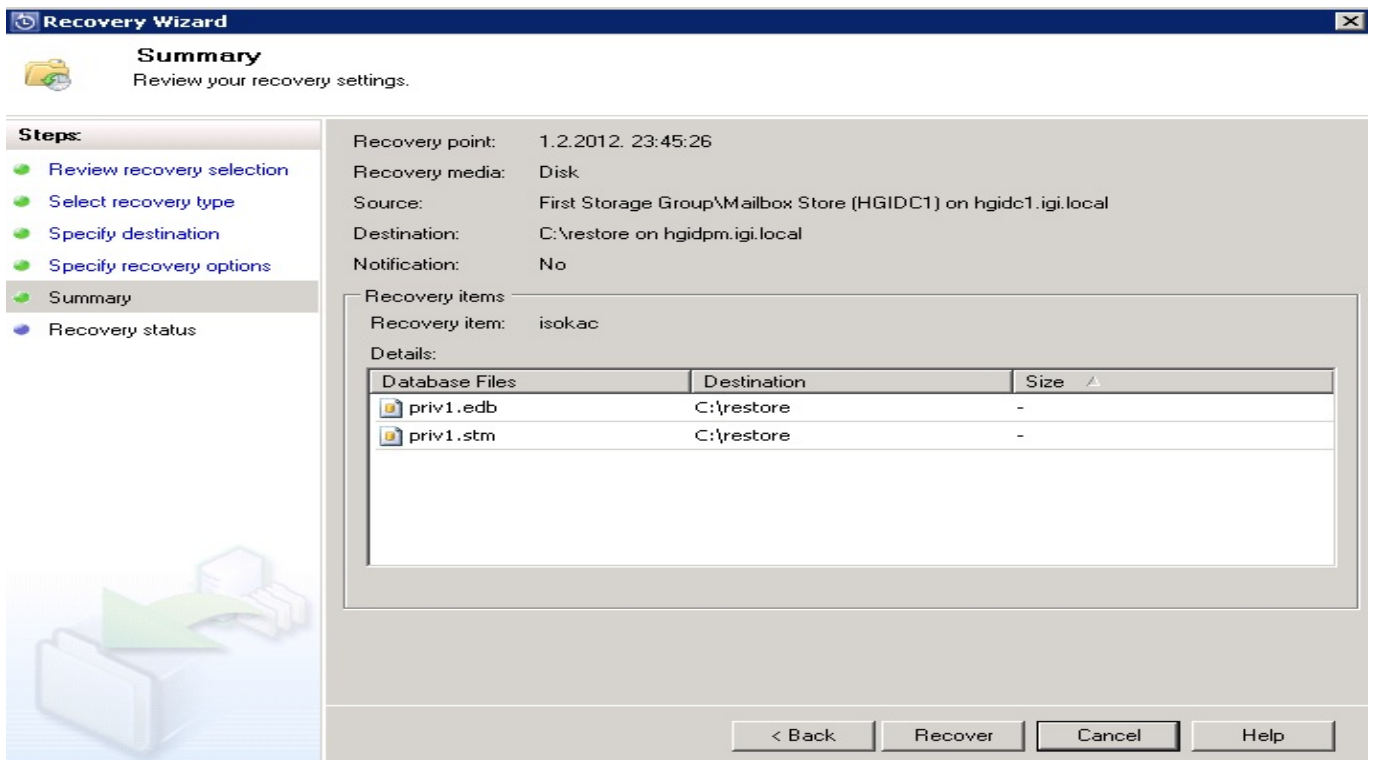 Recovery Wizard
Summary
Review your recovery settings.
Steps:
Review recovery selection
Select recovery type
Specify destination
Specify recovery options
Summary
Recovery status
Recovery point: 1.2.2012. 23:45:26
Recovery media: Disk
Source: First Storage Group\Mailbox Store (HGIDC1) on hgidc1.igi.local
Destination: C:\restore on hgidpm.igi.local
Notification: No
Recovery items
Recovery item: isokac
Details:
Database Files Destination Size
priv1.edb C:\restore -
priv1.stm C:\restore -
< Back Recover Cancel Help